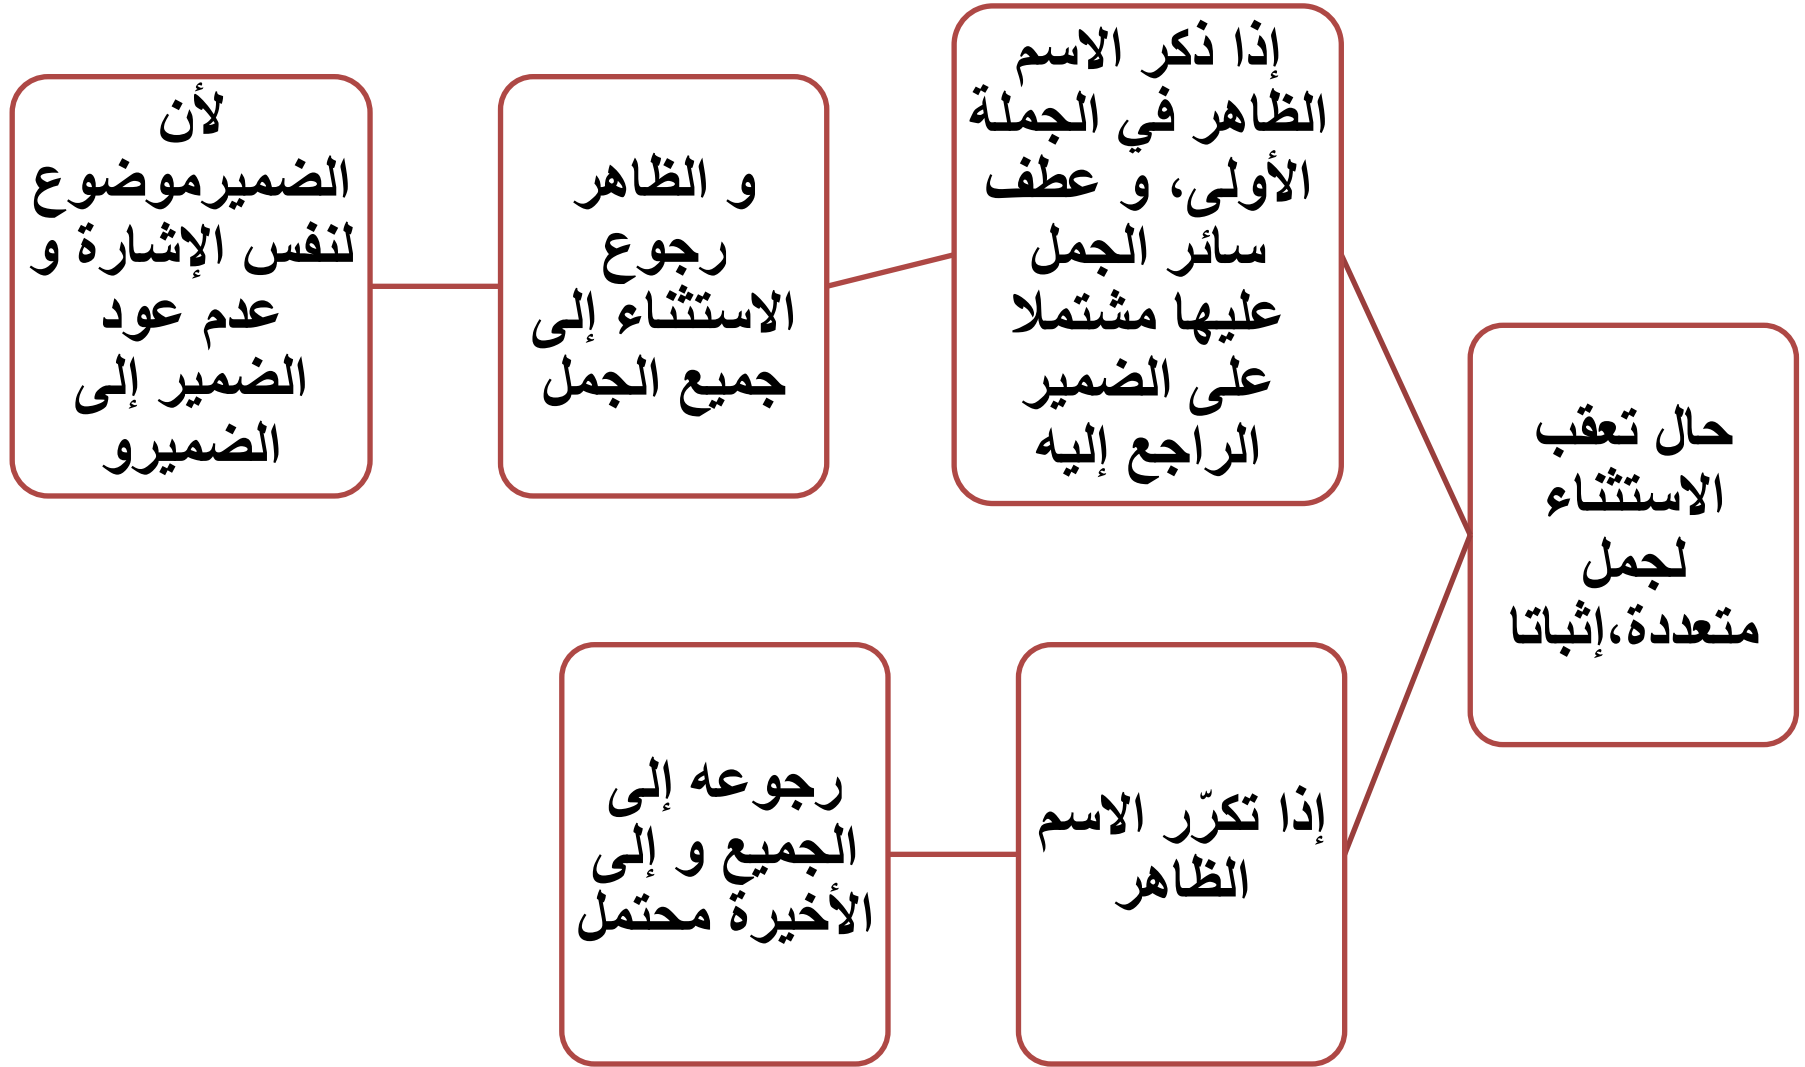 حال تعقب
الاستثناء
لجمل
متعددة،إثباتا
إذا ذكر الاسم
الظاهر في الجملة
الأولى، و عطف
سائر الجمل
عليها مشتملا
على الضمير
الراجع إليه
و الظاهر
رجوع
الاستثناء إلى
جميع الجمل
لأن
الضميرموضوع
لنفس الإشارة و
عدم عود
الضمير إلى
الضميرو
إذا تكرّر الاسم
الظاهر
رجوعه إلى
الجميع و إلى
الأخيرة محتمل